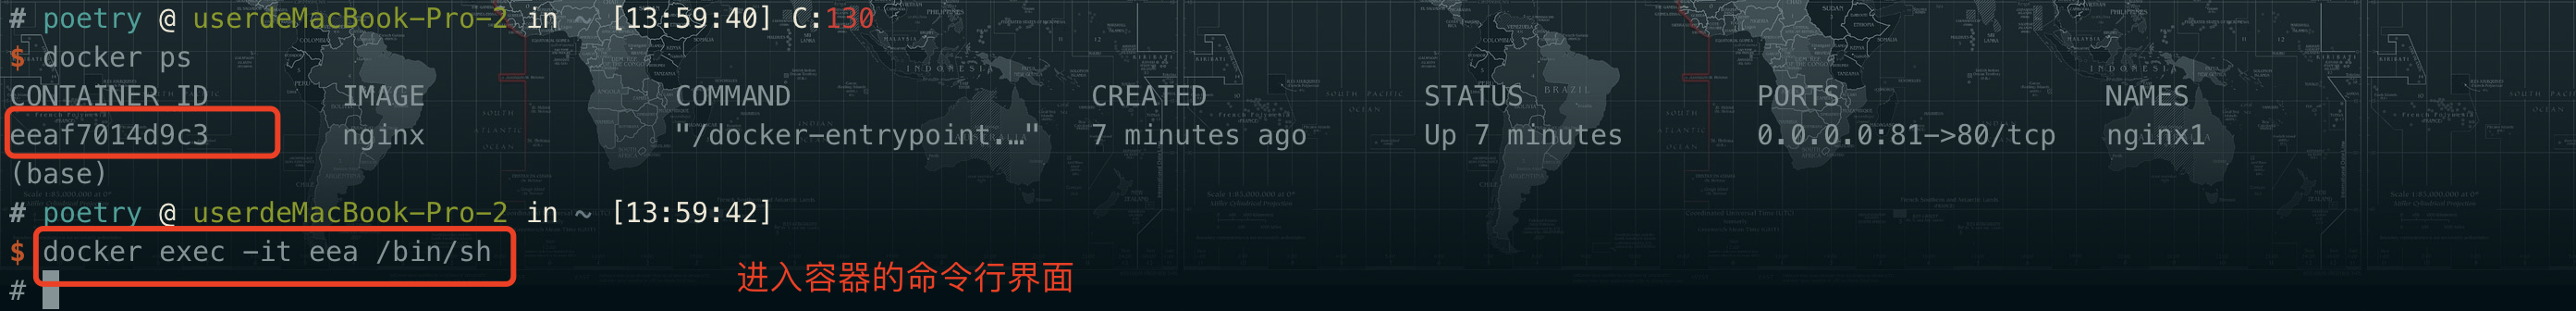 # poetry @ userdeMacBook-Pro-2 in ~ [13:59:40] C:130
$ docker ps
CONTAINER ID IMAGE COMMAND CREATED STATUS PORTS NAMES
eeaf7014d9c3 nginx "/docker-entrypoint.…" 7 minutes ago Up 7 minutes 0.0.0.0:81->80/tcp nginx1
(base)
# poetry @ userdeMacBook-Pro-2 in ~ [13:59:42]
$ docker exec -it eea /bin/sh
进入容器的命令行界面
#